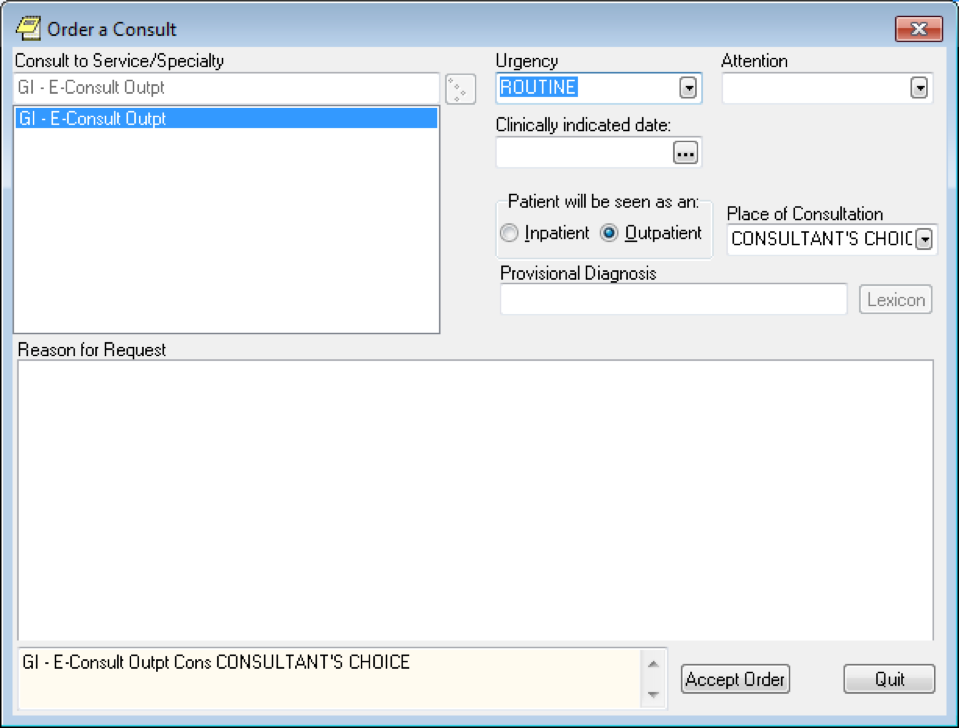 Order a Consult
Consult to Service/Specialty
GI - E-Consult Outpt
GI - E-Consult Outpt
Urgency
ROUTINE
Attention
Clinically indicated date:
...
Patient will be seen as an:
Inpatient Outpatient
Place of Consultation
CONSULTANT'S CHOIC
Provisional Diagnosis
Lexicon
Reason for Request
GI - E-Consult Outpt Cons CONSULTANT'S CHOICE
Accept Order
Quit